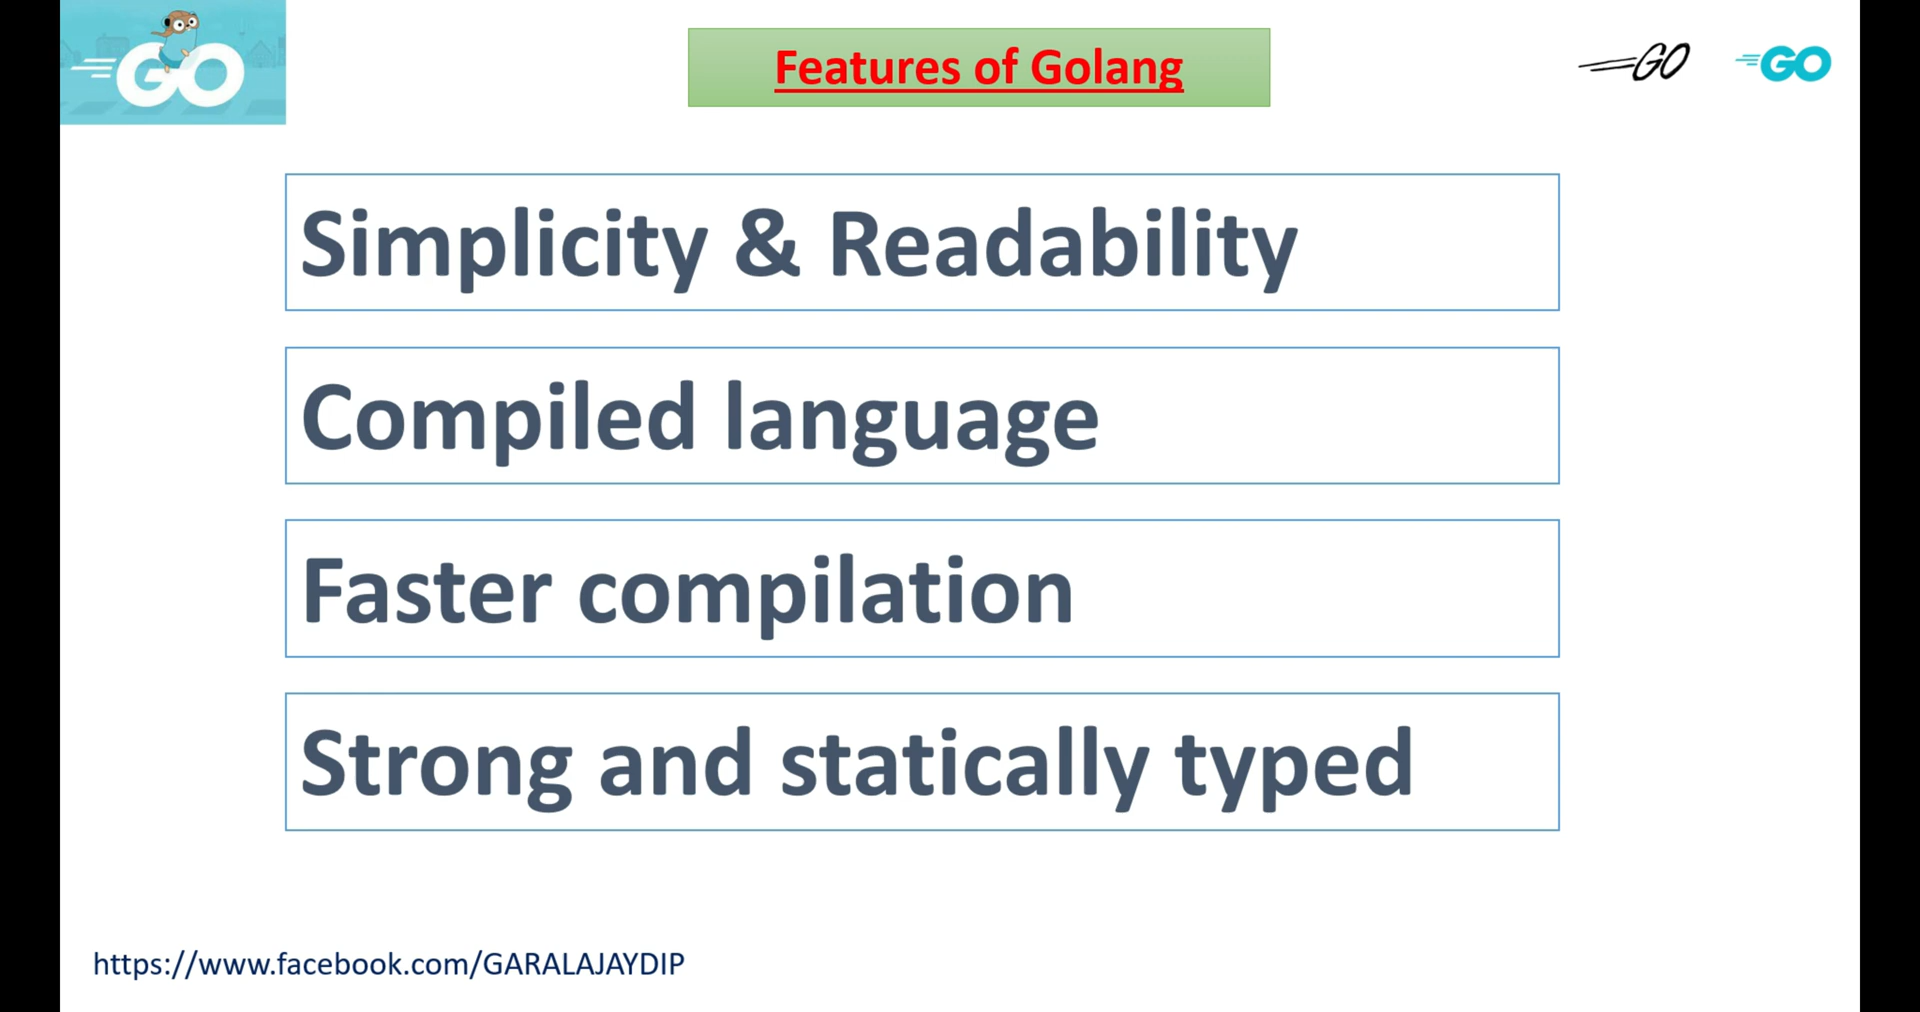 GO
Features of Golang
GO
GO
Simplicity & Readability
Compiled language
Faster compilation
Strong and statically typed
https://www.facebook.com/GARALAJAYDIP